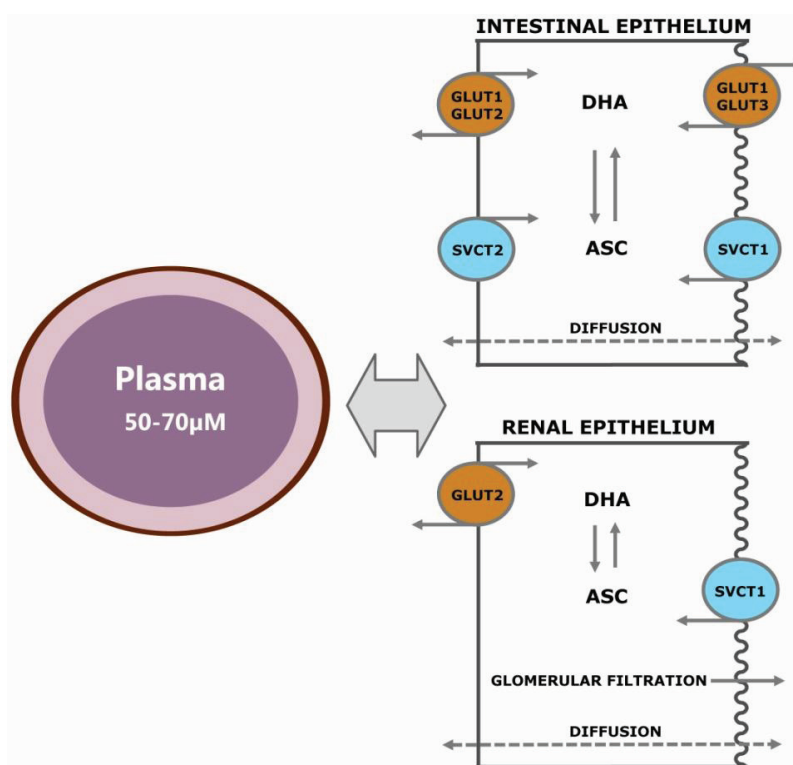 INTESTINAL EPITHELIUM
GLUT1
GLUT2
DHA
GLUT1
GLUT3
SVCT2
ASC
SVCT1
DIFFUSION
Plasma
50-70μM
RENAL EPITHELIUM
GLUT2
DHA
ASC
SVCT1
GLOMERULAR FILTRATION
DIFFUSION